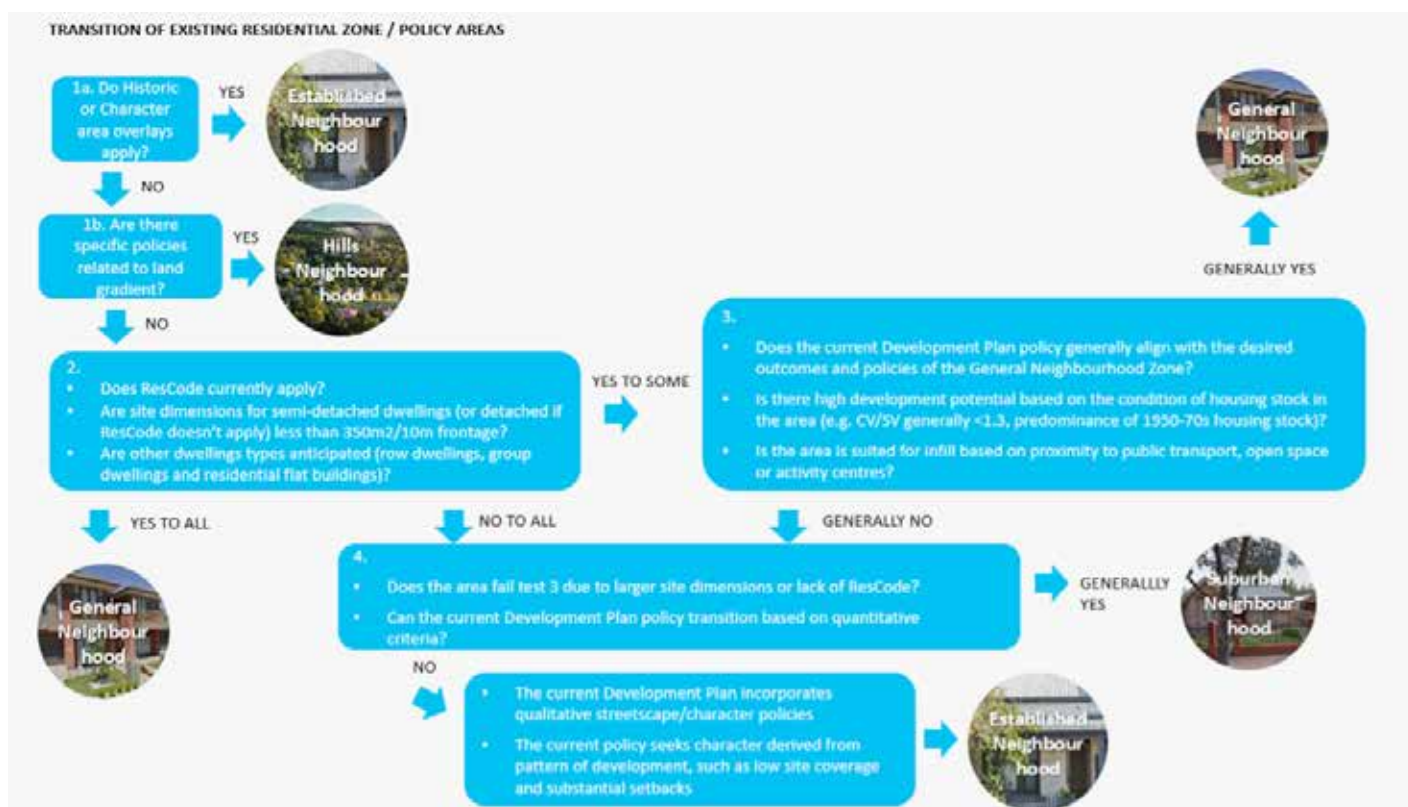 TRANSITION OF EXISTING RESIDENTIAL ZONE / POLICY AREAS
1a. Do Historic
or Character
area overlays
apply?
YES
Established
Neighbour
hood
NO
1b. Are there
specific policies
related to land
gradient?
YES
Hills
Neighbour
hood
NO
2.
• Does ResCode currently apply?
• Are site dimensions for semi-detached dwellings (or detached if
ResCode doesn't apply) less than 350m2/10m frontage?
• Are other dwellings types anticipated (row dwellings, group
dwellings and residential flat buildings)?
YES TO SOME
3.
• Does the current Development Plan policy generally align with the desired
outcomes and policies of the General Neighbourhood Zone?
• Is there high development potential based on the condition of housing stock in
the area (e.g. CV/SV generally <1.3, predominance of 1950-70s housing stock)?
• Is the area is suited for infill based on proximity to public transport, open space
or activity centres?
GENERALLY YES
General
Neighbour
hood
YES TO ALL
General
Neighbour
hood
NO TO ALL
GENERALLY NO
4.
• Does the area fail test 3 due to larger site dimensions or lack of ResCode?
• Can the current Development Plan policy transition based on quantitative
criteria?
GENERALLLY
YES
Suburban
Neighbour
hood
NO
• The current Development Plan incorporates
qualitative streetscape/character policies
• The current policy seeks character derived from
pattern of development, such as low site coverage
and substantial setbacks
Established
Neighbour
hood